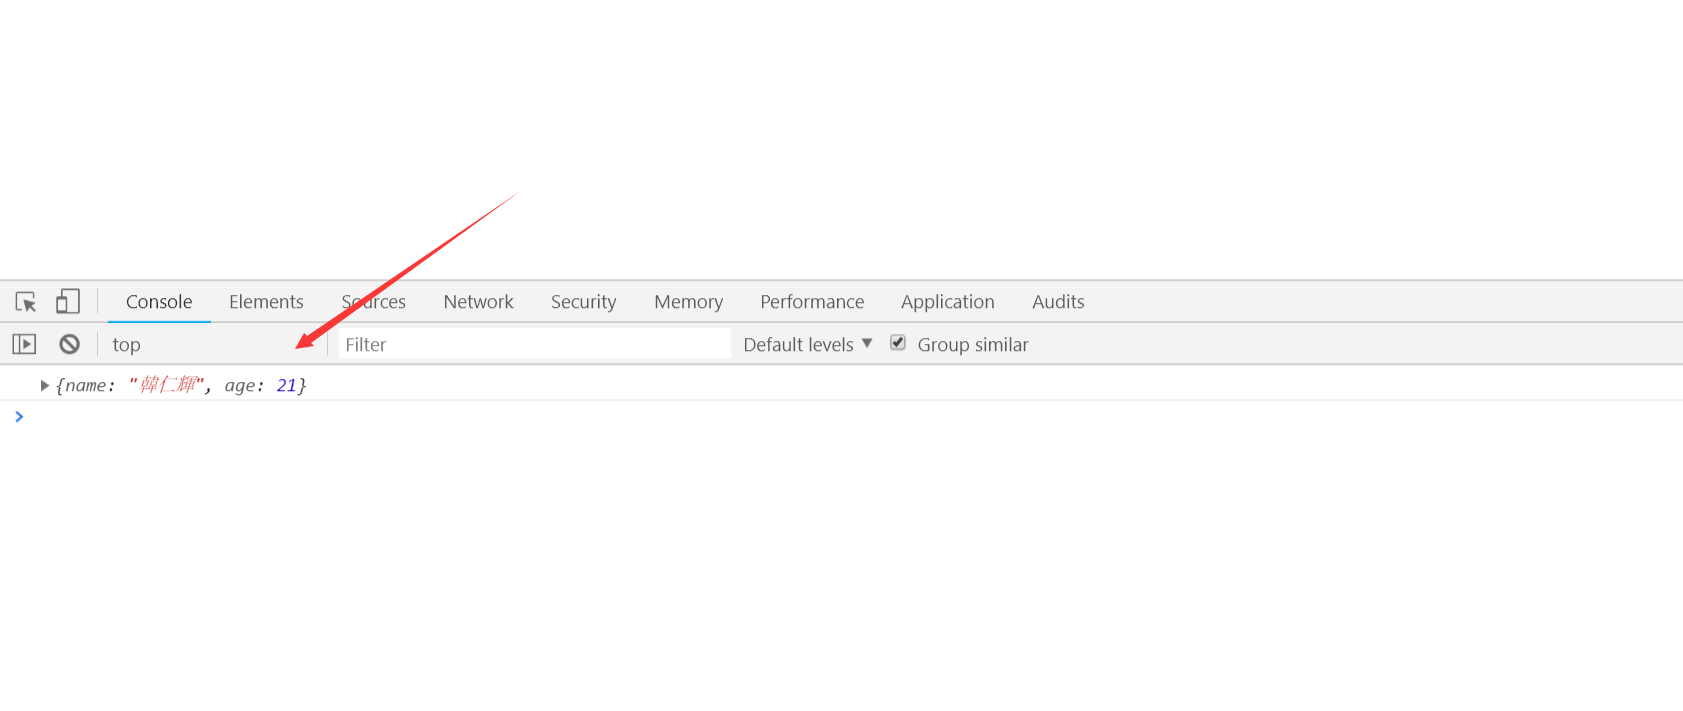 Console Elements Sources Network Security Memory Performance Application Audits
top Filter Default levels Group similar
{name: "韓仁輝", age: 21}